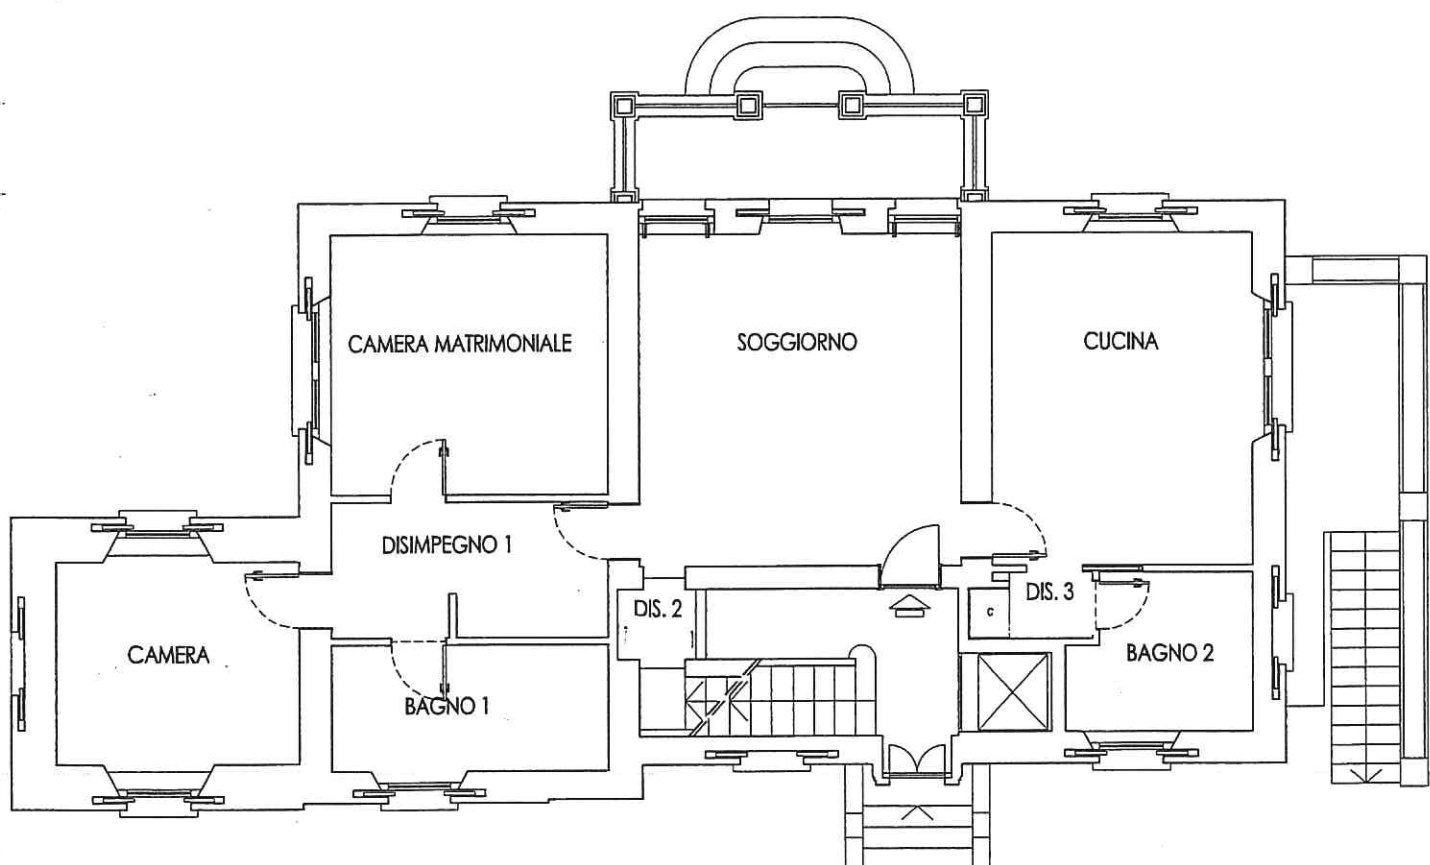 CAMERA MATRIMONIALE
SOGGIORNO
CUCINA
DISIMPEGNO 1
DIS. 2
DIS. 3
c
CAMERA
BAGNO 1
BAGNO 2